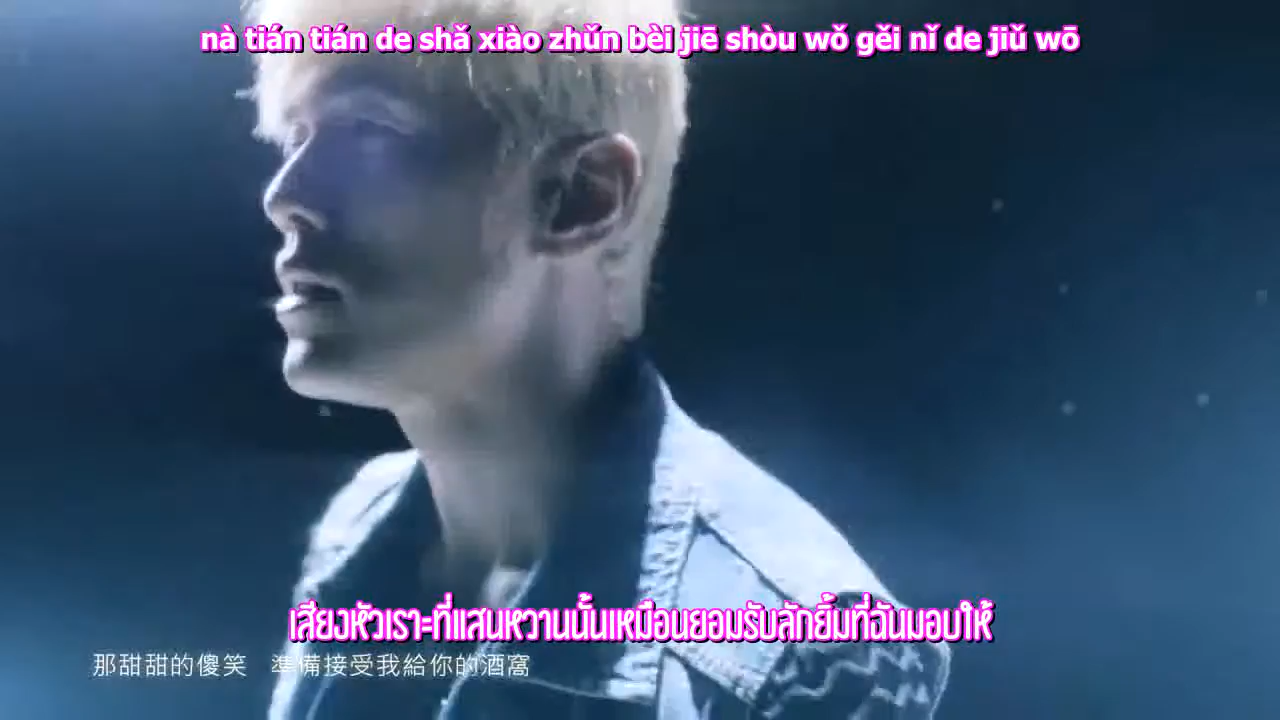 nà tián tián de shǎ xiào zhǔn bèi jiē shòu wǒ gěi nǐ de jiǔ wō
เสียงหัวเราะที่แสนหวานนั้นเหมือนยอมรับลักยิ้มที่ฉันมอบให้
那甜甜的傻笑　準備接受我給你的酒窩